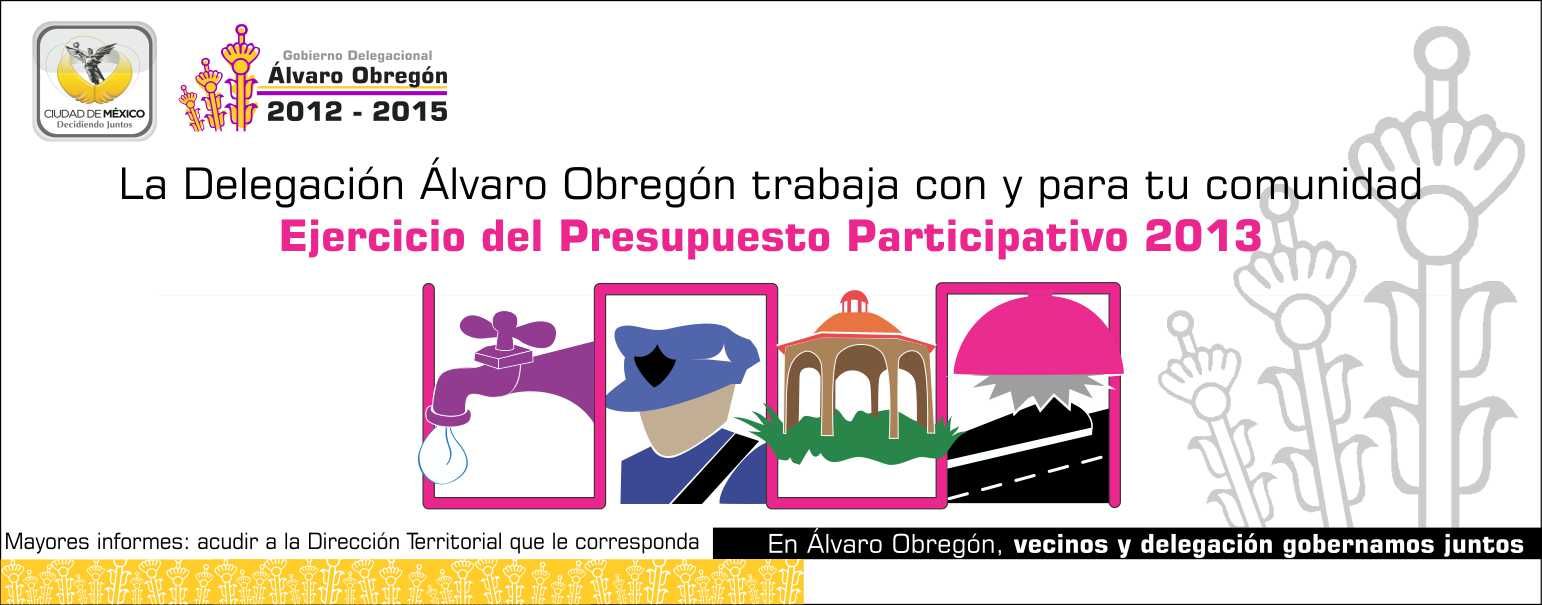 CIUDAD DE MÉXICO
Decidiendo Juntos
Gobierno Delegacional
Álvaro Obregón
2012 - 2015
La Delegación Álvaro Obregón trabaja con y para tu comunidad
Ejercicio del Presupuesto Participativo 2013
Mayores informes: acudir a la Dirección Territorial que le corresponda
En Álvaro Obregón, vecinos y delegación gobernamos juntos